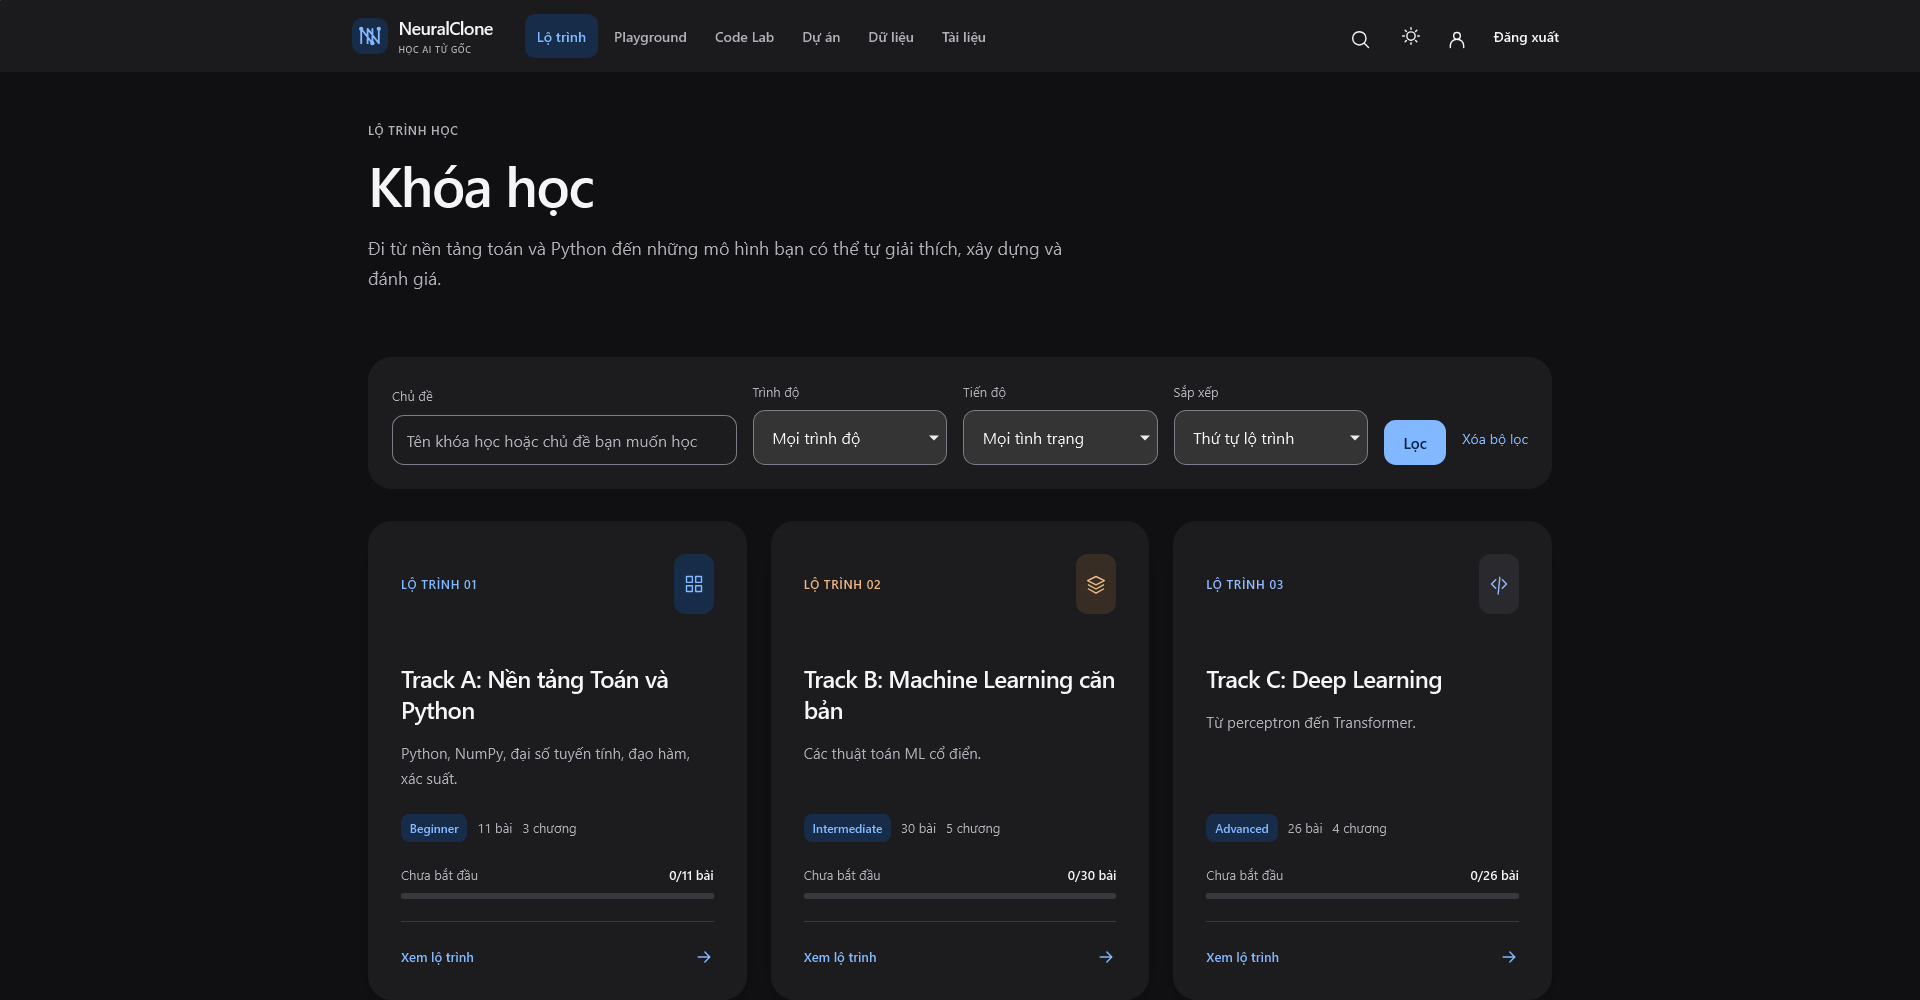 NeuralClone
HỌC AI TỪ GỐC
Lộ trình
Playground
Code Lab
Dự án
Dữ liệu
Tài liệu
Đăng xuất
LỘ TRÌNH HỌC
Khóa học
Đi từ nền tảng toán và Python đến những mô hình bạn có thể tự giải thích, xây dựng và
đánh giá.
Chủ đề
Tên khóa học hoặc chủ đề bạn muốn học
Trình độ
Mọi trình độ
Tiến độ
Mọi tình trạng
Sắp xếp
Thứ tự lộ trình
Lọc
Xóa bộ lọc
LỘ TRÌNH 01
Track A: Nền tảng Toán và
Python
Python, NumPy, đại số tuyến tính, đạo hàm,
xác suất.
Beginner
11 bài
3 chương
Chưa bắt đầu
0/11 bài
Xem lộ trình
LỘ TRÌNH 02
Track B: Machine Learning căn
bản
Các thuật toán ML cổ điển.
Intermediate
30 bài
5 chương
Chưa bắt đầu
0/30 bài
Xem lộ trình
LỘ TRÌNH 03
Track C: Deep Learning
Từ perceptron đến Transformer.
Advanced
26 bài
4 chương
Chưa bắt đầu
0/26 bài
Xem lộ trình